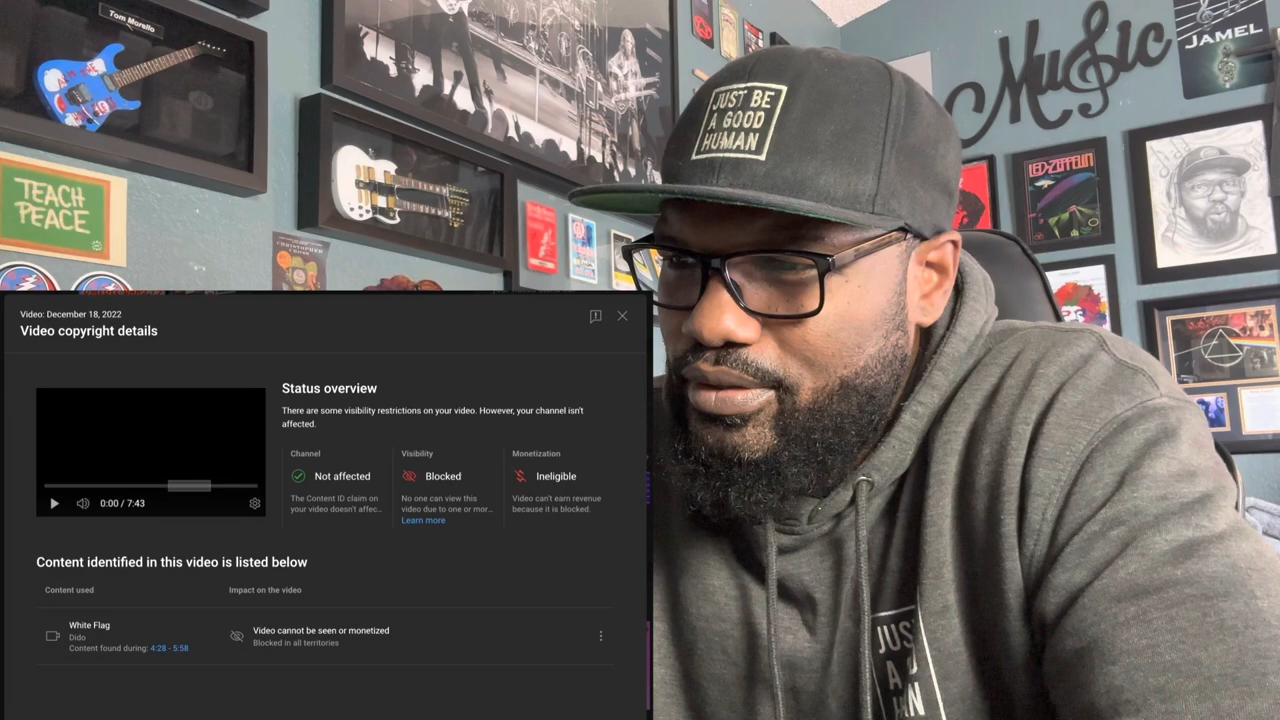 Tom Morello
TEACH
PEACE
JUST BE
A GOOD
HUMAN
Music
JAMEL
LED-ZEPPELIN
Video: December 18, 2022
Video copyright details
Status overview
There are some visibility restrictions on your video. However, your channel isn't
affected.
Channel
Not affected
The Content ID claim on
your video doesn't affec...
Visibility
Blocked
No one can view this
video due to one or mor...
Learn more
Monetization
Ineligible
Video can't earn revenue
because it is blocked.
0:00 / 7:43
Content identified in this video is listed below
Content used
Impact on the video
White Flag
Dido
Content found during: 4:28 - 5:58
Video cannot be seen or monetized
Blocked in all territories
JUS
A G